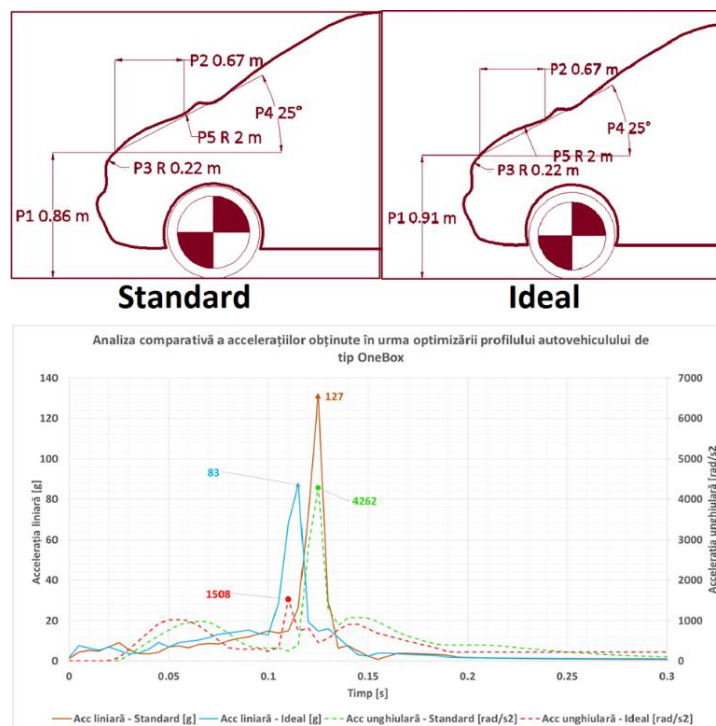 P2 0.67 m
P4 25°
P5 R 2 m
P3 R 0.22 m
P1 0.86 m
Standard
P2 0.67 m
P4 25°
P5 R 2 m
P3 R 0.22 m
P1 0.91 m
Ideal
Analiza comparativă a accelerațiilor obținute în urma optimizării profilului autovehiculului de
tip OneBox
Accelerația liniară [g]
140
120
100
80
60
40
20
0
127
83
4262
1508
7000
6000
5000
4000
3000
2000
1000
0
Accelerația unghiulară [rad/s2]
0
0.05
0.1
0.15
0.2
0.25
0.3
Timp [s]
Acc liniară - Standard [g]
Acc liniară - Ideal [g]
Acc unghiulară - Standard [rad/s2]
Acc unghiulară - Ideal [rad/s2]